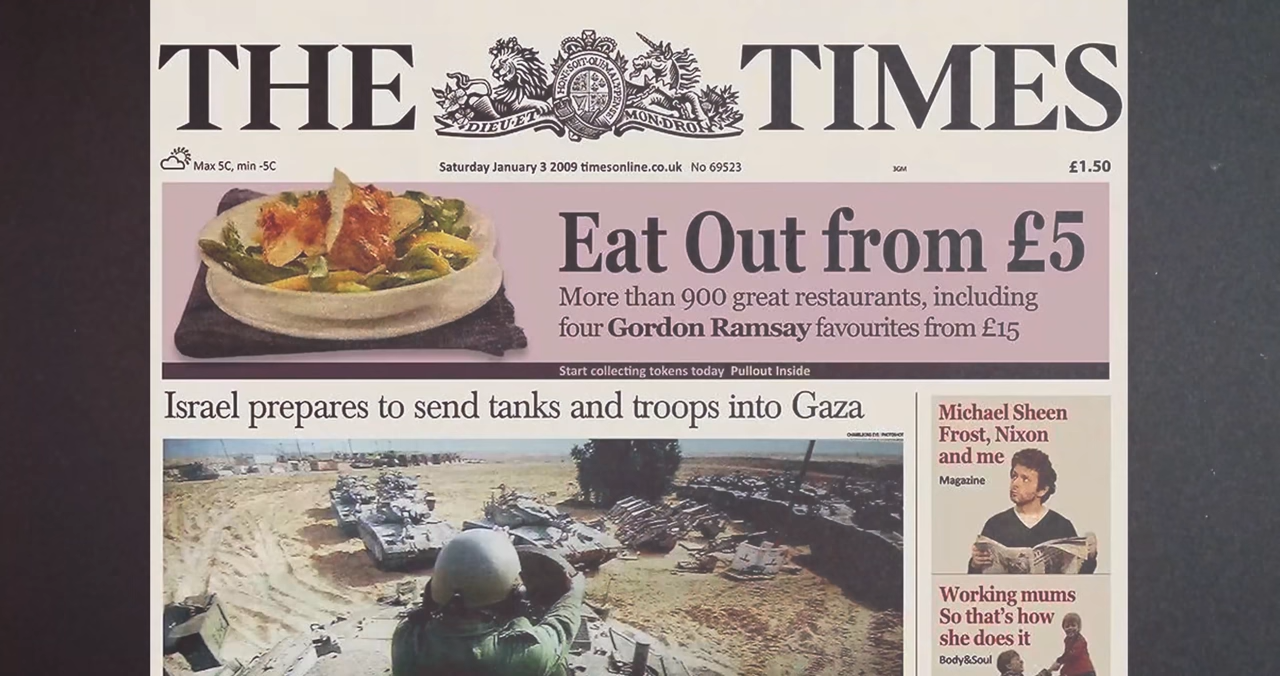 THE TIMES
DIEU·ET MON·DROIT
Max 5C, min -5C
Saturday January 3 2009 timesonline.co.uk No 69523
3GM
£1.50
Eat Out from £5
More than 900 great restaurants, including
four Gordon Ramsay favourites from £15
Start collecting tokens today Pullout Inside
Israel prepares to send tanks and troops into Gaza
Michael Sheen
Frost, Nixon
and me
Magazine
Working mums
So that's how
she does it
Body&Soul